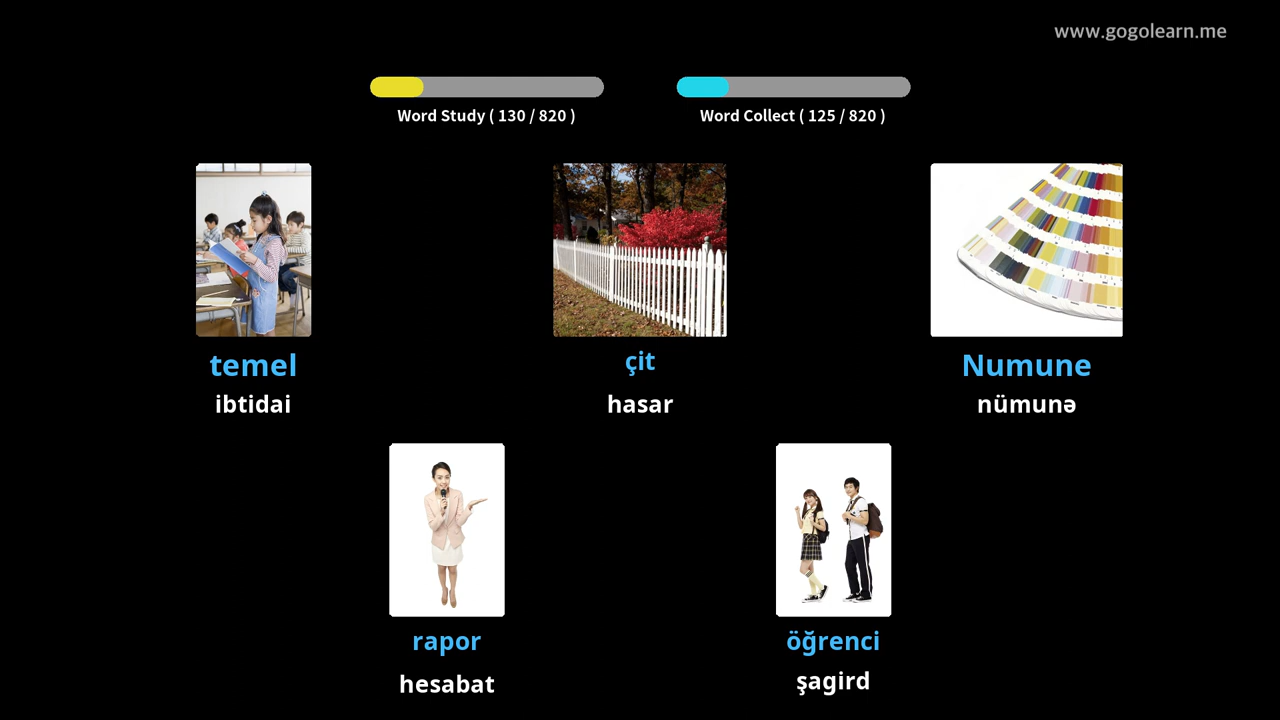 www.gogolearn.me
Word Study ( 130 / 820 )
Word Collect ( 125 / 820 )
temel
ibtidai
çit
hasar
Numune
nümunə
rapor
hesabat
öğrenci
şagird